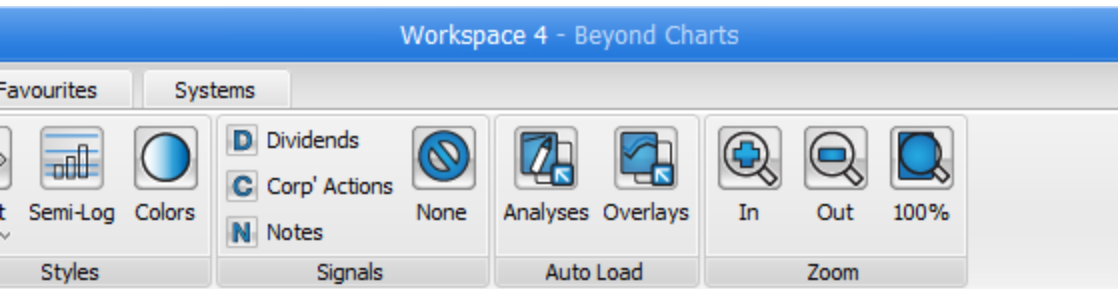 Workspace 4 - Beyond Charts
Favourites Systems
D Dividends
C Corp' Actions
N Notes
t Semi-Log Colors None Analyses Overlays In Out 100%
Styles Signals Auto Load Zoom